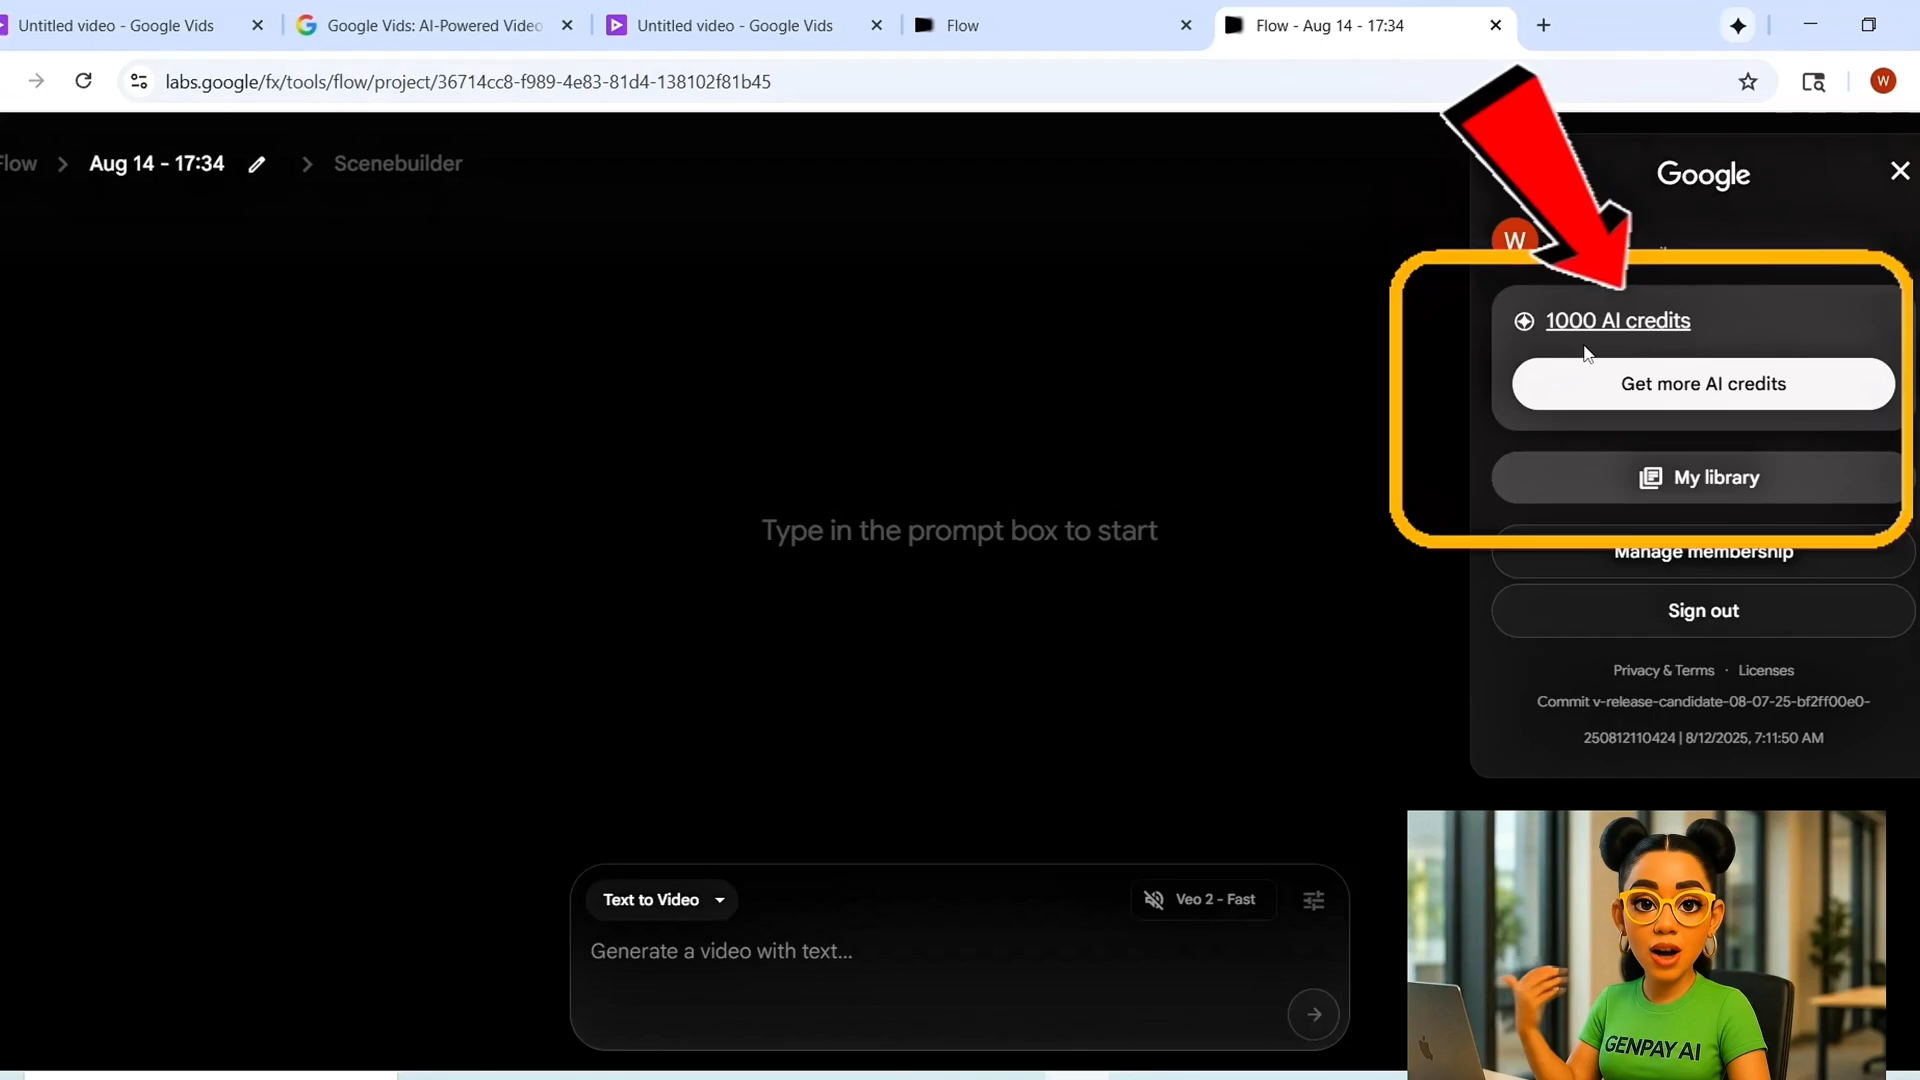 Untitled video - Google Vids
Google Vids: AI-Powered Video
Untitled video - Google Vids
Flow
Flow - Aug 14 - 17:34
labs.google/fx/tools/flow/project/36714cc8-f989-4e83-81d4-138102f81b45
W
Flow
Aug 14 - 17:34
Scenebuilder
Google
W
1000 AI credits
Get more AI credits
My library
Manage membership
Sign out
Privacy & Terms · Licenses
Commit v-release-candidate-08-07-25-bf2ff00e0-
250812110424 | 8/12/2025, 7:11:50 AM
Type in the prompt box to start
Text to Video
Veo 2 - Fast
Generate a video with text...
GENPAY AI